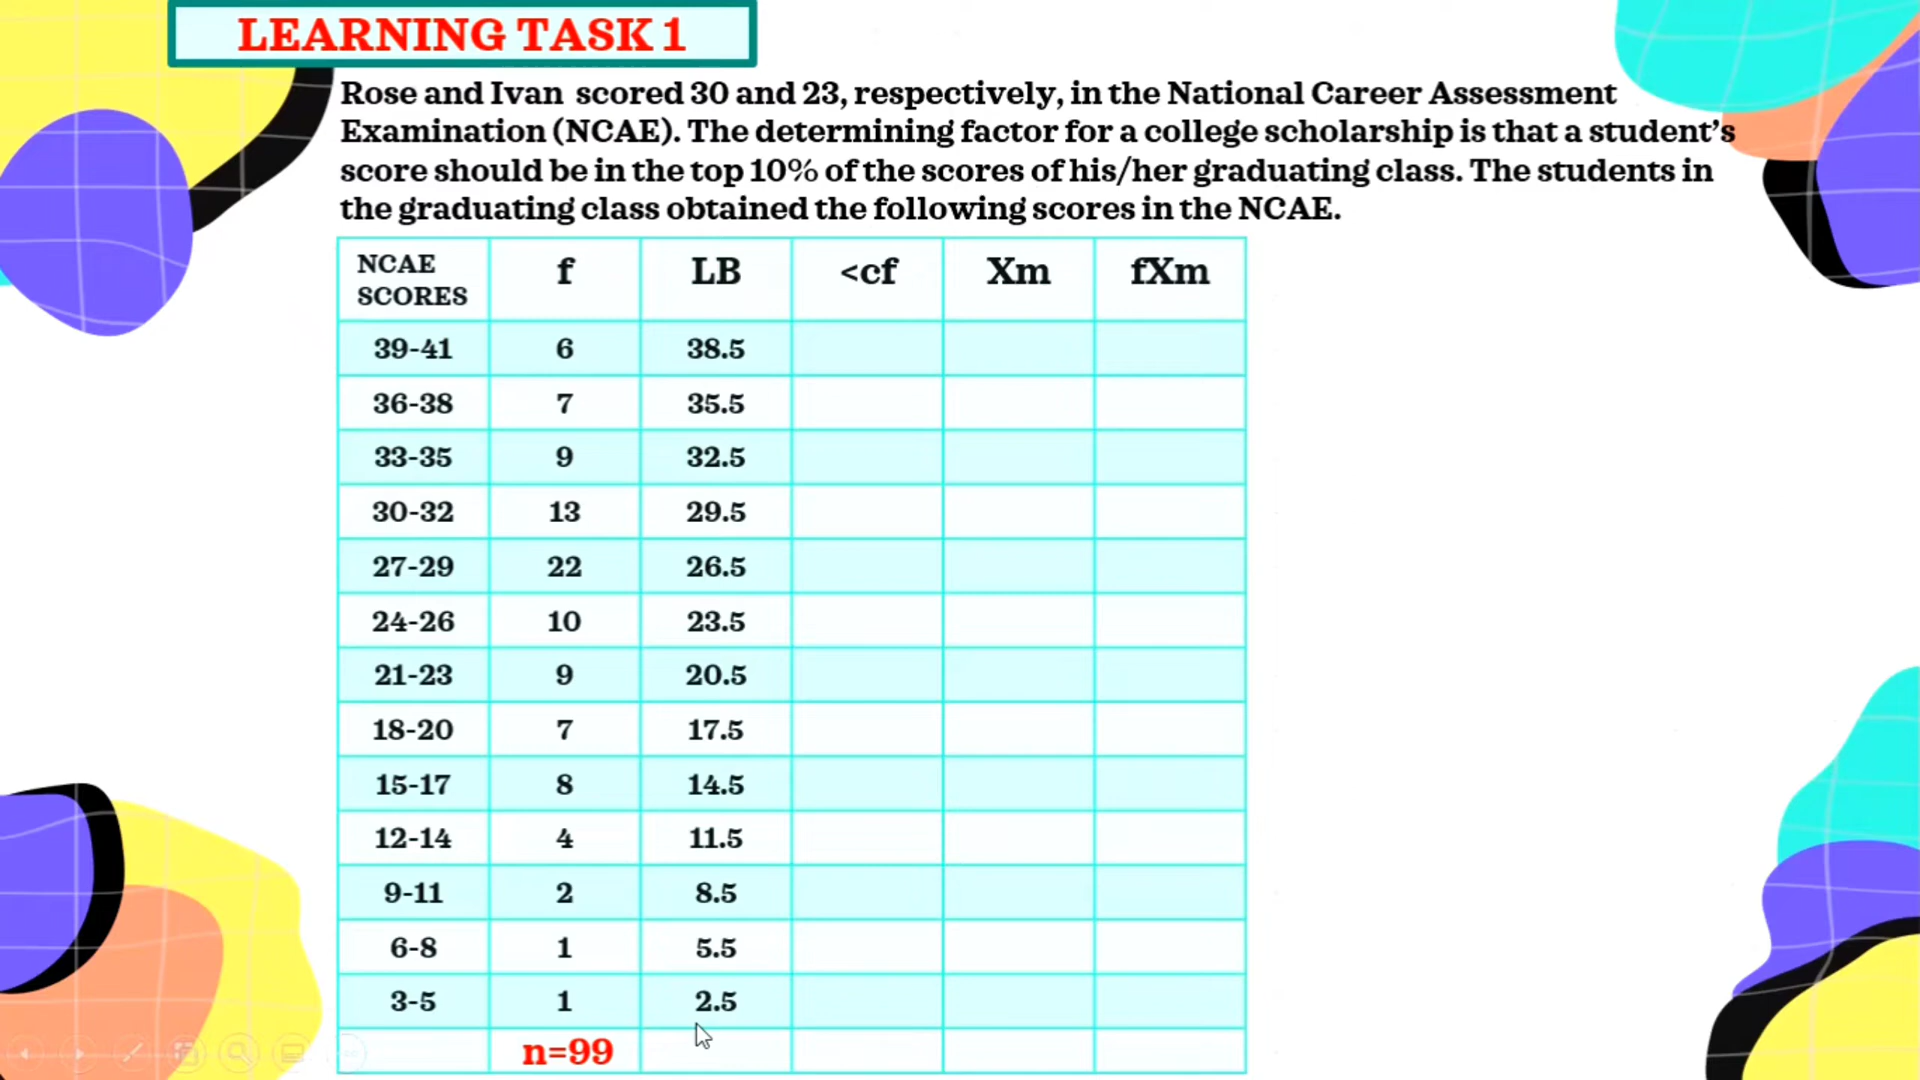 LEARNING TASK 1
Rose and Ivan scored 30 and 23, respectively, in the National Career Assessment
Examination (NCAE). The determining factor for a college scholarship is that a student's
score should be in the top 10% of the scores of his/her graduating class. The students in
the graduating class obtained the following scores in the NCAE.
NCAE SCORES f LB <cf Xm fXm
39-41 6 38.5
36-38 7 35.5
33-35 9 32.5
30-32 13 29.5
27-29 22 26.5
24-26 10 23.5
21-23 9 20.5
18-20 7 17.5
15-17 8 14.5
12-14 4 11.5
9-11 2 8.5
6-8 1 5.5
3-5 1 2.5
n=99